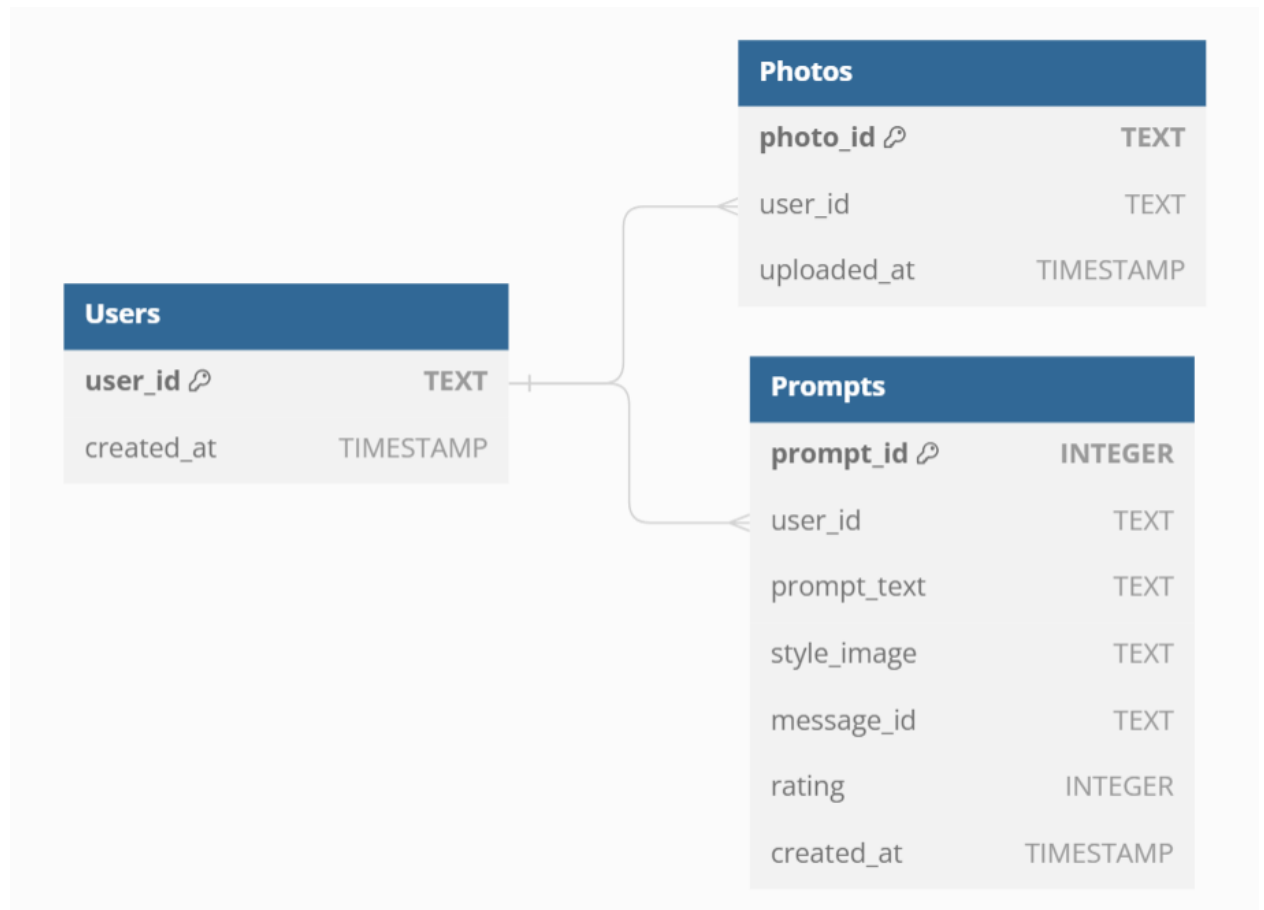 Photos
photo_id TEXT
user_id TEXT
uploaded_at TIMESTAMP
Users
user_id TEXT
created_at TIMESTAMP
Prompts
prompt_id INTEGER
user_id TEXT
prompt_text TEXT
style_image TEXT
message_id TEXT
rating INTEGER
created_at TIMESTAMP